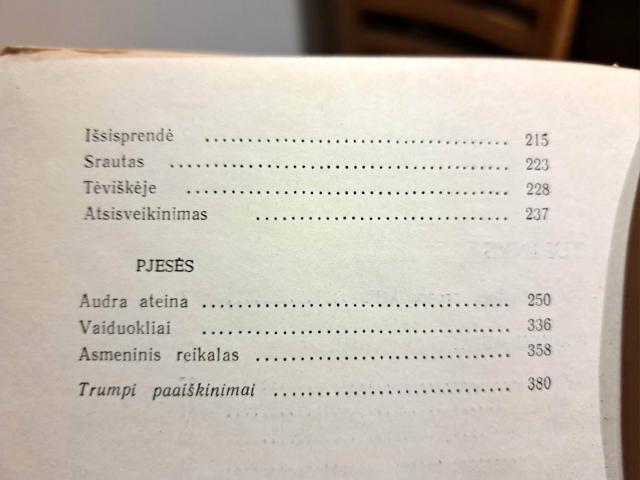 Išsisprendė ........................................ 215
Srautas ............................................ 223
Tėviškėje .......................................... 228
Atsisveikinimas .............................. 237
PJESĖS
Audra ateina ..................................... 250
Vaiduokliai ..................................... 336
Asmeninis reikalas .............................. 358
Trumpi paaiškinimai ............................ 380